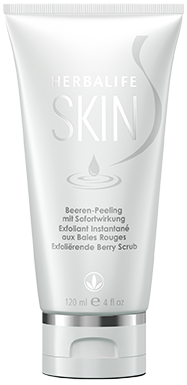 HERBALIFE
SKIN
Beeren-Peeling
mit Sofortwirkung
Exfoliant Instantané
aux Baies Rouges
Exfoliërende Berry Scrub
120 ml e 4 fl oz